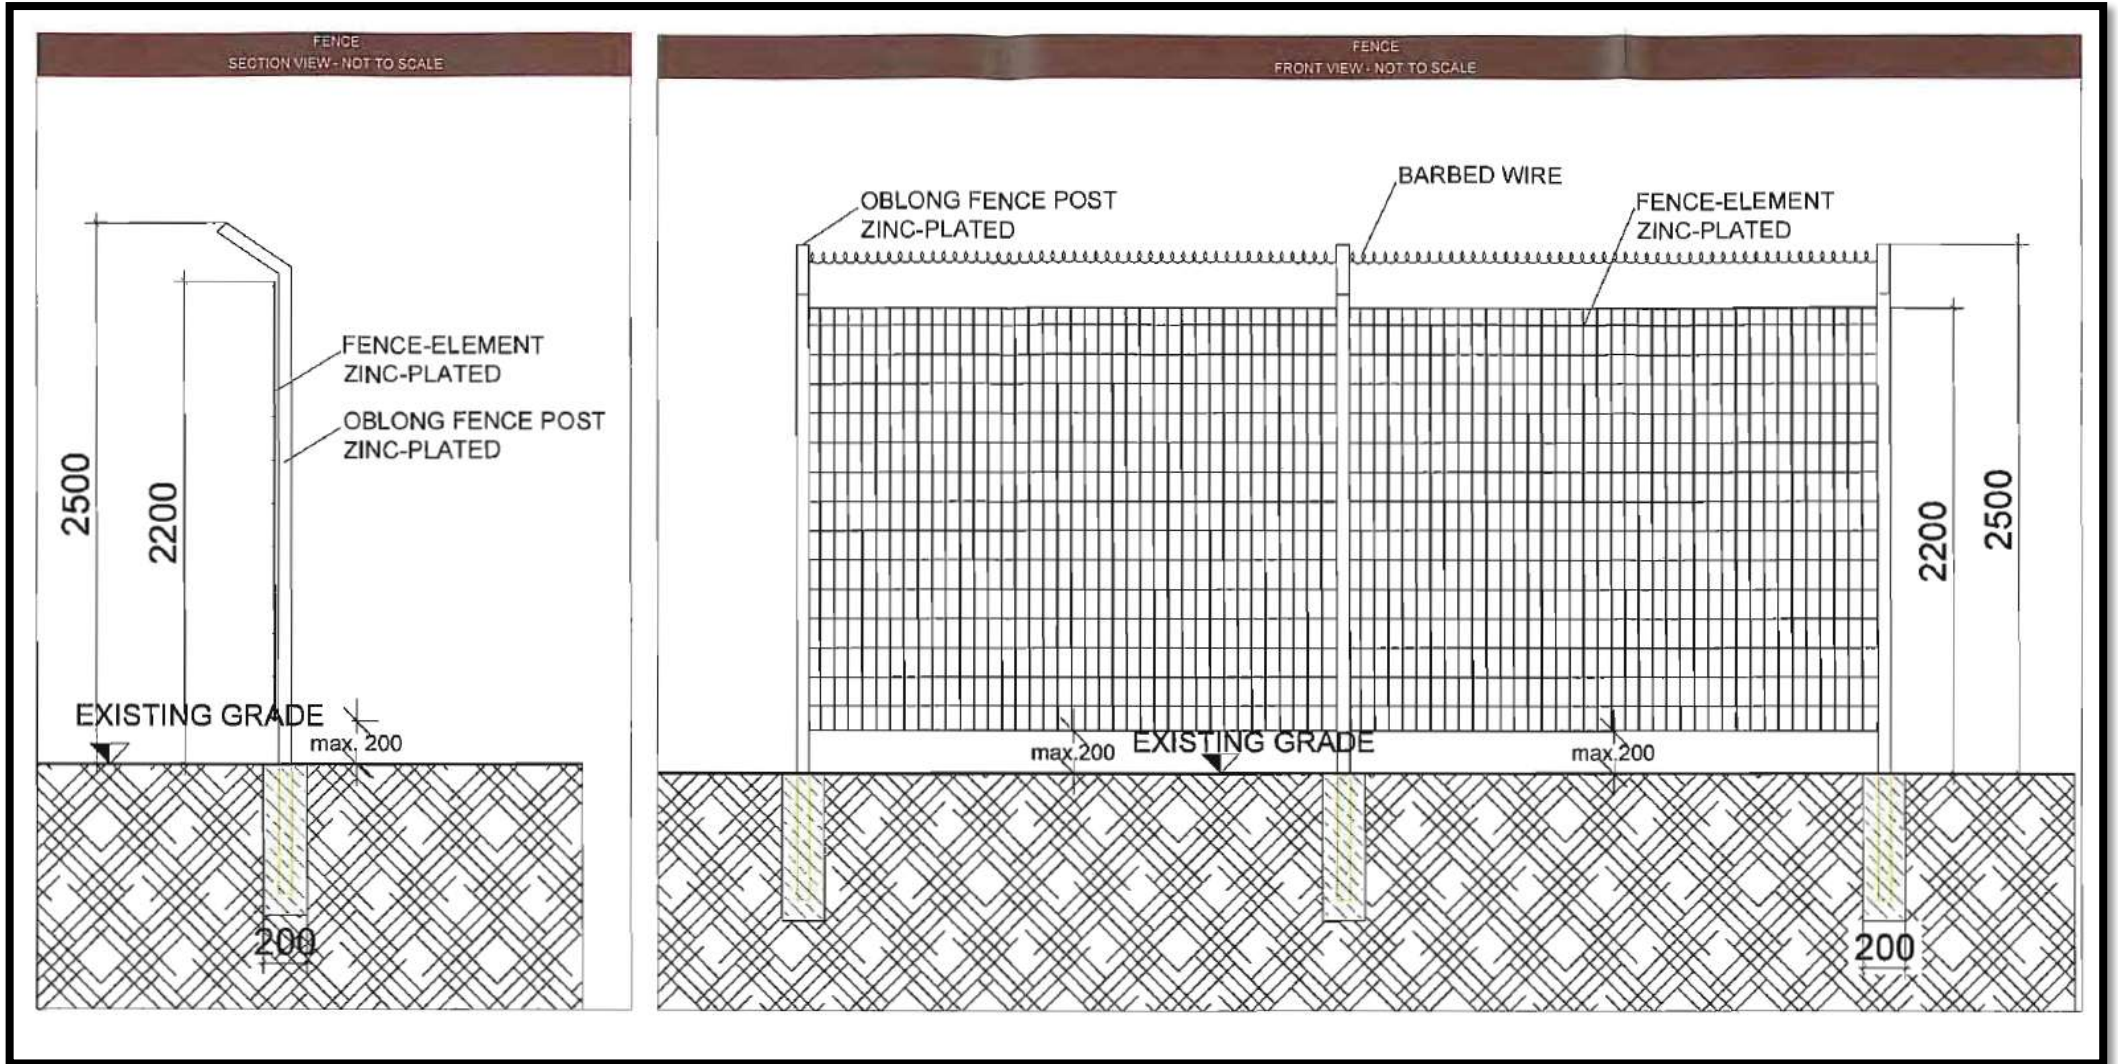 FENCE
SECTION VIEW - NOT TO SCALE
FENCE-ELEMENT
ZINC-PLATED
OBLONG FENCE POST
ZINC-PLATED
2500
2200
EXISTING GRADE
max. 200
200
FENCE
FRONT VIEW - NOT TO SCALE
OBLONG FENCE POST
ZINC-PLATED
BARBED WIRE
FENCE-ELEMENT
ZINC-PLATED
2200
2500
max.200
EXISTING GRADE
max.200
200